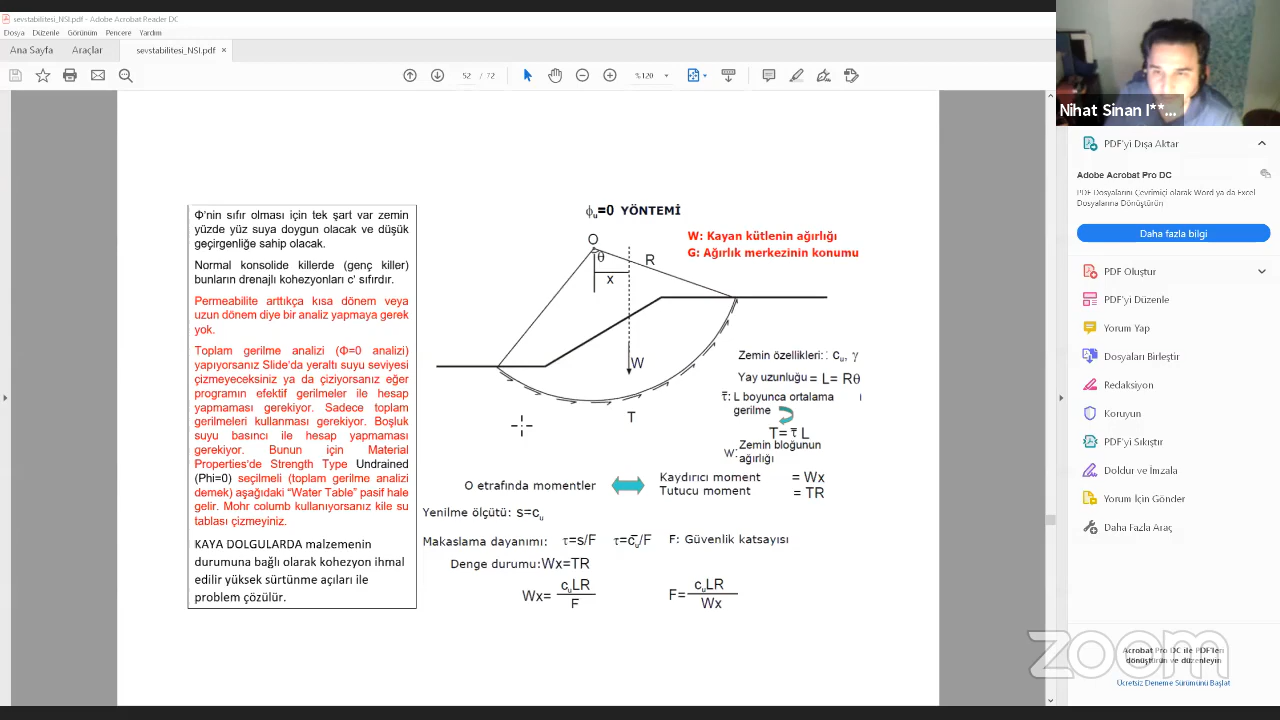 sevstabilitesi_NSI.pdf - Adobe Acrobat Reader DC
Dosya Düzenle Görünüm Pencere Yardım
Ana Sayfa Araçlar sevstabilitesi_NSI.pdf ×
52 / 72 %120
Nihat Sinan I**...
PDF'yi Dışa Aktar
Adobe Acrobat Pro DC
PDF Dosyalarını Çevrimiçi olarak Word ya da Excel
Dosyalarına Dönüştürün
Daha fazla bilgi
PDF Oluştur
PDF'yi Düzenle
Yorum Yap
Dosyaları Birleştir
Redaksiyon
Koruyun
PDF'yi Sıkıştır
Doldur ve İmzala
Yorum İçin Gönder
Daha Fazla Araç
Acrobat Pro DC ile PDF'leri
dönüştürün ve düzenleyin
Ücretsiz Deneme Sürümünü Başlat
zoom
Φ'nin sıfır olması için tek şart var zemin
yüzde yüz suya doygun olacak ve düşük
geçirgenliğe sahip olacak.
Normal konsolide killerde (genç killer)
bunların drenajlı kohezyonları c' sıfırdır.
Permeabilite arttıkça kısa dönem veya
uzun dönem diye bir analiz yapmaya gerek
yok.
Toplam gerilme analizi (Φ=0 analizi)
yapıyorsanız Slide'da yeraltı suyu seviyesi
çizmeyeceksiniz ya da çiziyorsanız eğer
programın efektif gerilmeler ile hesap
yapmaması gerekiyor. Sadece toplam
gerilmeleri kullanması gerekiyor. Boşluk
suyu basıncı ile hesap yapmaması
gerekiyor. Bunun için Material
Properties'de Strength Type Undrained
(Phi=0) seçilmeli (toplam gerilme analizi
demek) aşağıdaki "Water Table" pasif hale
gelir. Mohr columb kullanıyorsanız kile su
tablası çizmeyiniz.
KAYA DOLGULARDA malzemenin
durumuna bağlı olarak kohezyon ihmal
edilir yüksek sürtünme açıları ile
problem çözülür.
ϕu=0 YÖNTEMİ
W: Kayan kütlenin ağırlığı
G: Ağırlık merkezinin konumu
O
θ
R
x
W
T
Zemin özellikleri: : cu, γ
Yay uzunluğu = L= Rθ
τ̄: L boyunca ortalama
gerilme
T= τ̄ L
W: Zemin bloğunun
ağırlığı
O etrafında momentler
Kaydırıcı moment = Wx
Tutucu moment = TR
Yenilme ölçütü: s=cu
Makaslama dayanımı: τ=s/F τ=cu/F F: Güvenlik katsayısı
Denge durumu:Wx=TR
Wx= cuLR / F
F= cuLR / Wx